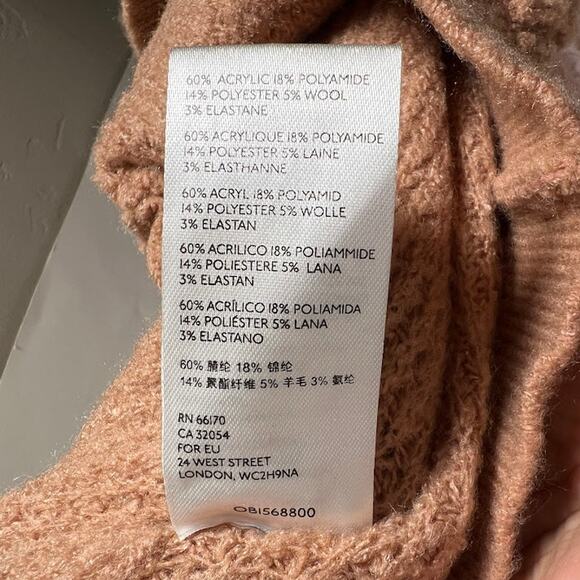 60% ACRYLIC 18% POLYAMIDE
14% POLYESTER 5% WOOL
3% ELASTANE
60% ACRYLIQUE 18% POLYAMIDE
14% POLYESTER 5% LAINE
3% ELASTHANNE
60% ACRYL 18% POLYAMID
14% POLYESTER 5% WOLLE
3% ELASTAN
60% ACRILICO 18% POLIAMMIDE
14% POLIESTERE 5% LANA
3% ELASTAN
60% ACRÍLICO 18% POLIAMIDA
14% POLIÉSTER 5% LANA
3% ELASTANO
60% 腈纶 18% 锦纶
14% 聚酯纤维 5% 羊毛 3% 氨纶
RN 66170
CA 32054
FOR EU
24 WEST STREET
LONDON, WC2H9NA
OB1568800